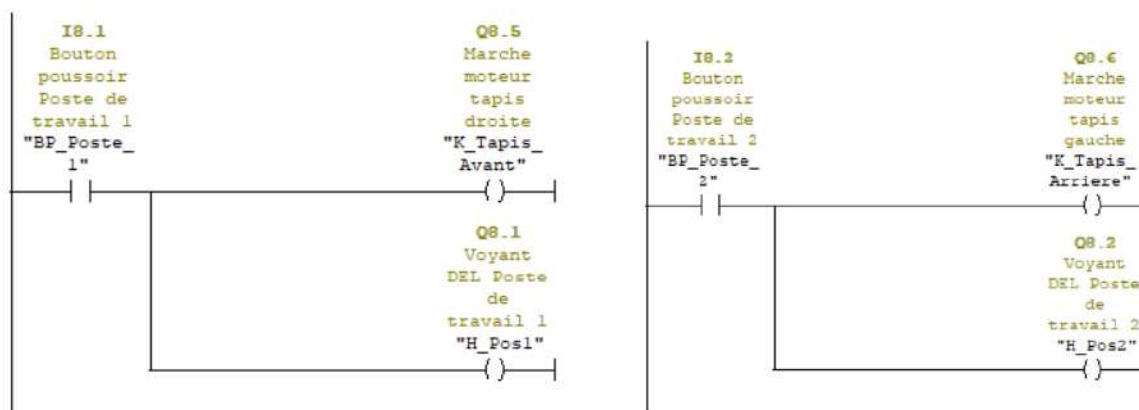 I8.1
Bouton
poussoir
Poste de
travail 1
"BP_Poste_
1"
Q8.5
Marche
moteur
tapis
droite
"K_Tapis_
Avant"
Q8.1
Voyant
DEL Poste
de
travail 1
"H_Pos1"
I8.2
Bouton
poussoir
Poste de
travail 2
"BP_Poste_
2"
Q8.6
Marche
moteur
tapis
gauche
"K_Tapis_
Arriere"
Q8.2
Voyant
DEL Poste
de
travail 2
"H_Pos2"